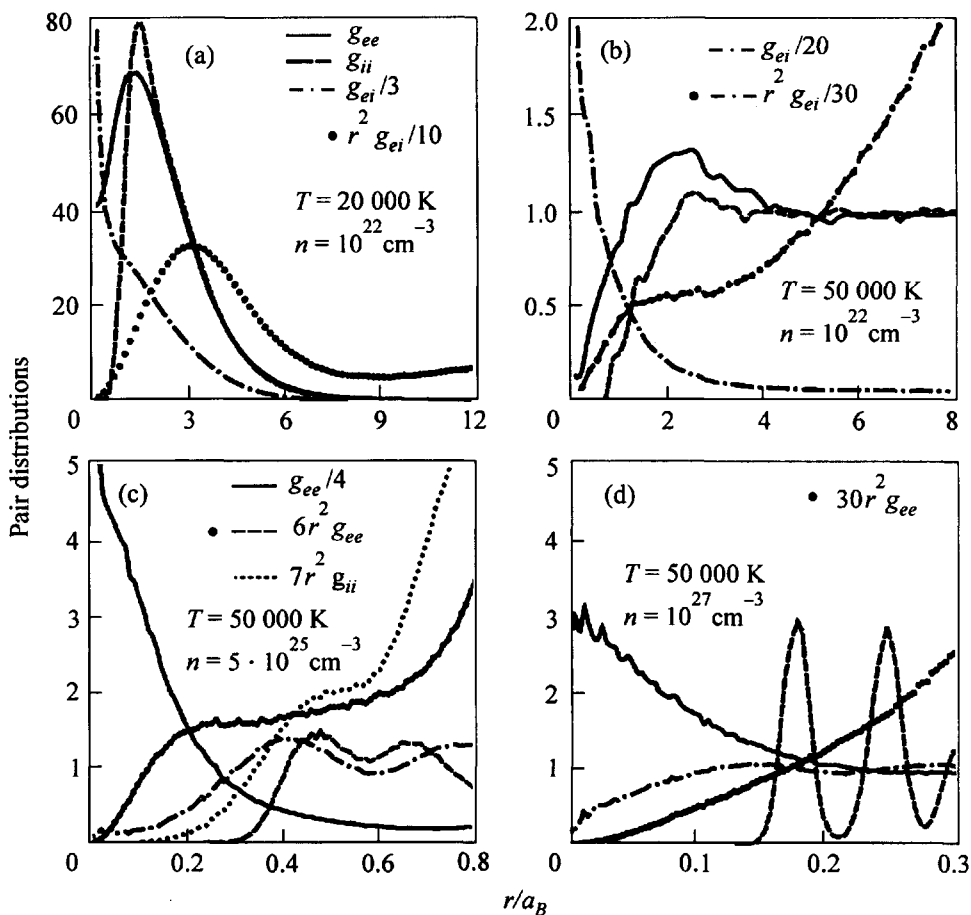 Pair distributions
(a)
g_ee
g_ii
g_ei/3
r^2 g_ei/10
T = 20 000 K
n = 10^22 cm^-3
80
60
40
20
0
3
6
9
12
(b)
g_ei/20
r^2 g_ei/30
T = 50 000 K
n = 10^22 cm^-3
2.0
1.5
1.0
0.5
0
2
4
6
8
(c)
g_ee/4
6r^2 g_ee
7r^2 g_ii
T = 50 000 K
n = 5 · 10^25 cm^-3
5
4
3
2
1
0
0.2
0.4
0.6
0.8
(d)
30r^2 g_ee
T = 50 000 K
n = 10^27 cm^-3
5
4
3
2
1
0
0.1
0.2
0.3
r/a_B